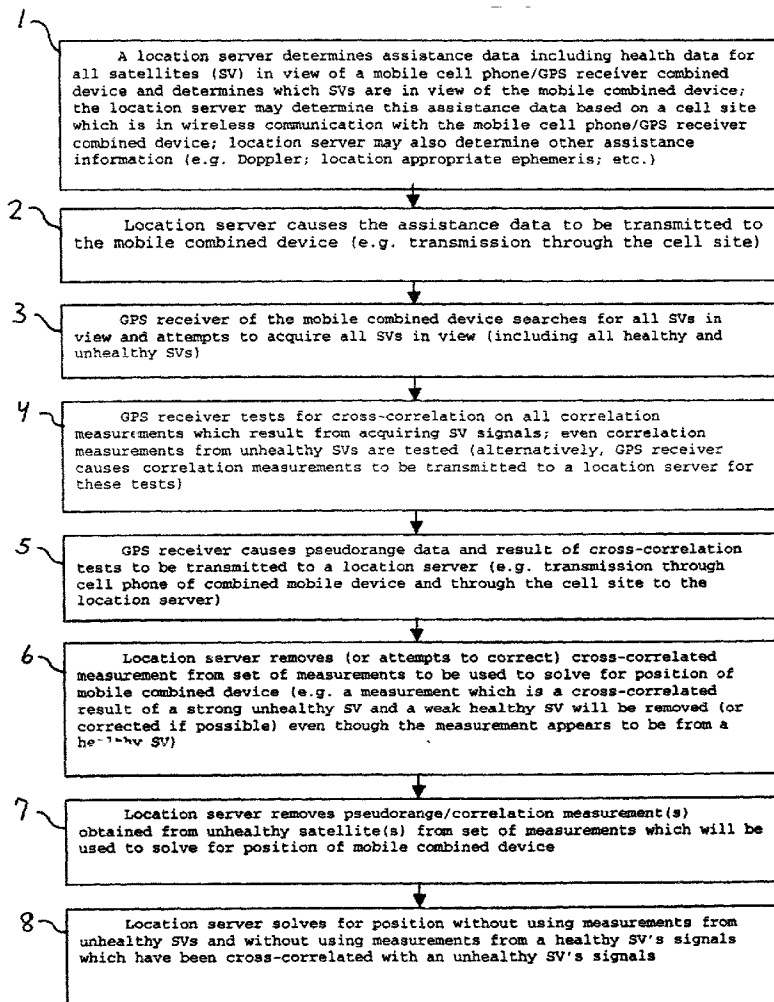 1
A location server determines assistance data including health data for
all satellites (SV) in view of a mobile cell phone/GPS receiver combined
device and determines which SVs are in view of the mobile combined device;
the location server may determine this assistance data based on a cell site
which is in wireless communication with the mobile cell phone/GPS receiver
combined device; location server may also determine other assistance
information (e.g. Doppler; location appropriate ephemeris; etc.)
2
Location server causes the assistance data to be transmitted to
the mobile combined device (e.g. transmission through the cell site)
3
GPS receiver of the mobile combined device searches for all SVs in
view and attempts to acquire all SVs in view (including all healthy and
unhealthy SVs)
4
GPS receiver tests for cross-correlation on all correlation
measurements which result from acquiring SV signals; even correlation
measurements from unhealthy SVs are tested (alternatively, GPS receiver
causes correlation measurements to be transmitted to a location server for
these tests)
5
GPS receiver causes pseudorange data and result of cross-correlation
tests to be transmitted to a location server (e.g. transmission through
cell phone of combined mobile device and through the cell site to the
location server)
6
Location server removes (or attempts to correct) cross-correlated
measurement from set of measurements to be used to solve for position of
mobile combined device (e.g. a measurement which is a cross-correlated
result of a strong unhealthy SV and a weak healthy SV will be removed (or
corrected if possible) even though the measurement appears to be from a
healthy SV)
7
Location server removes pseudorange/correlation measurement(s)
obtained from unhealthy satellite(s) from set of measurements which will be
used to solve for position of mobile combined device
8
Location server solves for position without using measurements from
unhealthy SVs and without using measurements from a healthy SV's signals
which have been cross-correlated with an unhealthy SV's signals